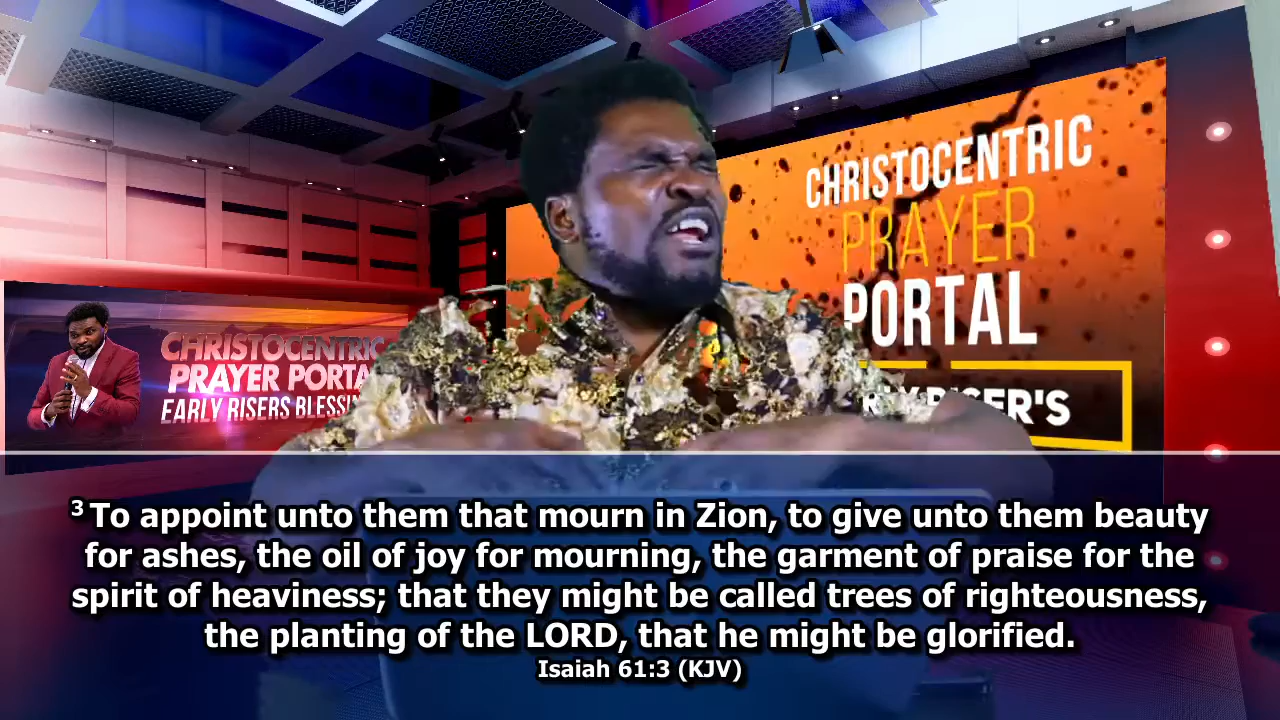 CHRISTOCENTRIC
PRAYER
PORTAL
CHRISTOCENTRIC
PRAYER PORTA
EARLY RISERS BLESSIN
3 To appoint unto them that mourn in Zion, to give unto them beauty
for ashes, the oil of joy for mourning, the garment of praise for the
spirit of heaviness; that they might be called trees of righteousness,
the planting of the LORD, that he might be glorified.
Isaiah 61:3 (KJV)